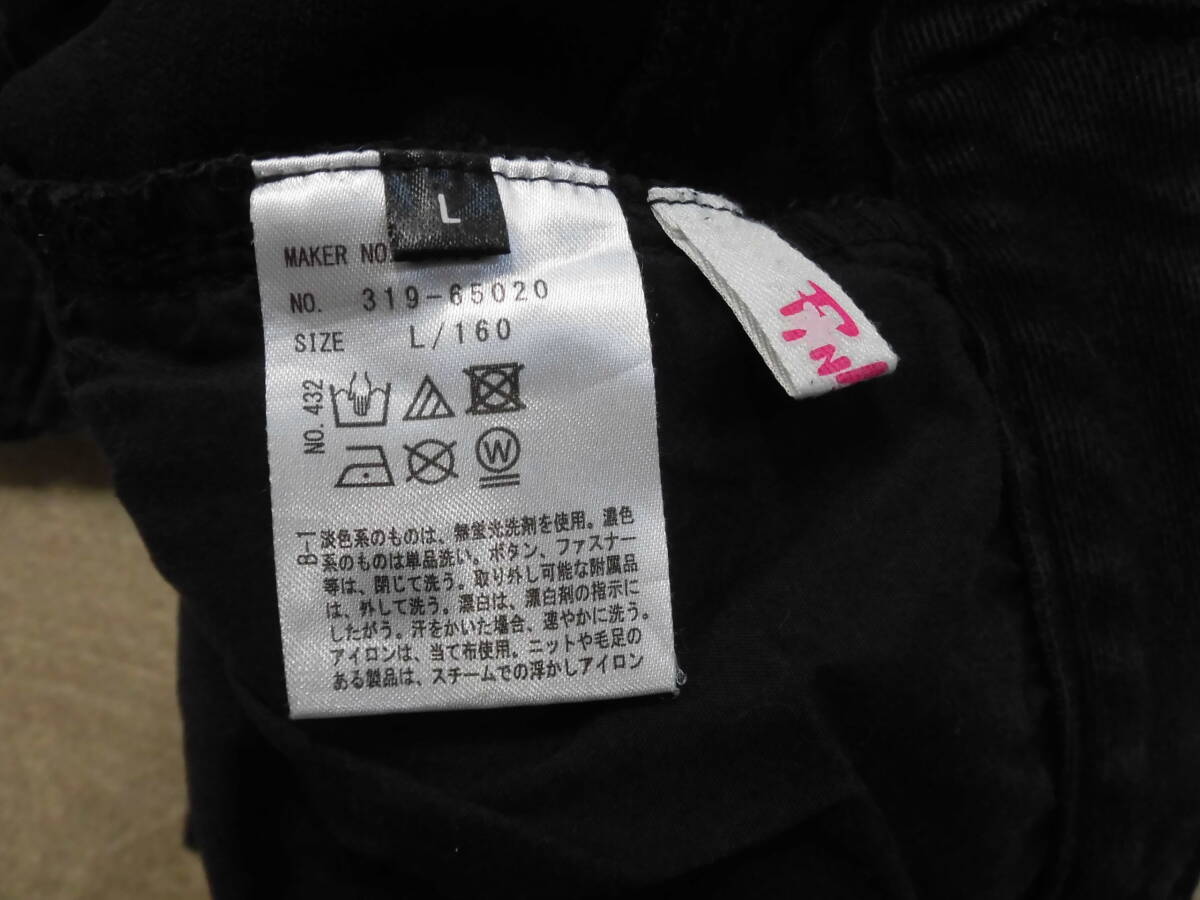 L
MAKER NO.
NO. 319-65020
SIZE L/160
NO. 432
W
B-1
淡色系のものは、無蛍光洗剤を使用。濃色
系のものは単品洗い。ボタン、ファスナー
等は、閉じて洗う。取り外し可能な附属品
は、外して洗う。漂白は、漂白剤の指示に
したがう。汗をかいた場合、速やかに洗う。
アイロンは、当て布使用。ニットや毛足の
ある製品は、スチームでの浮かしアイロン